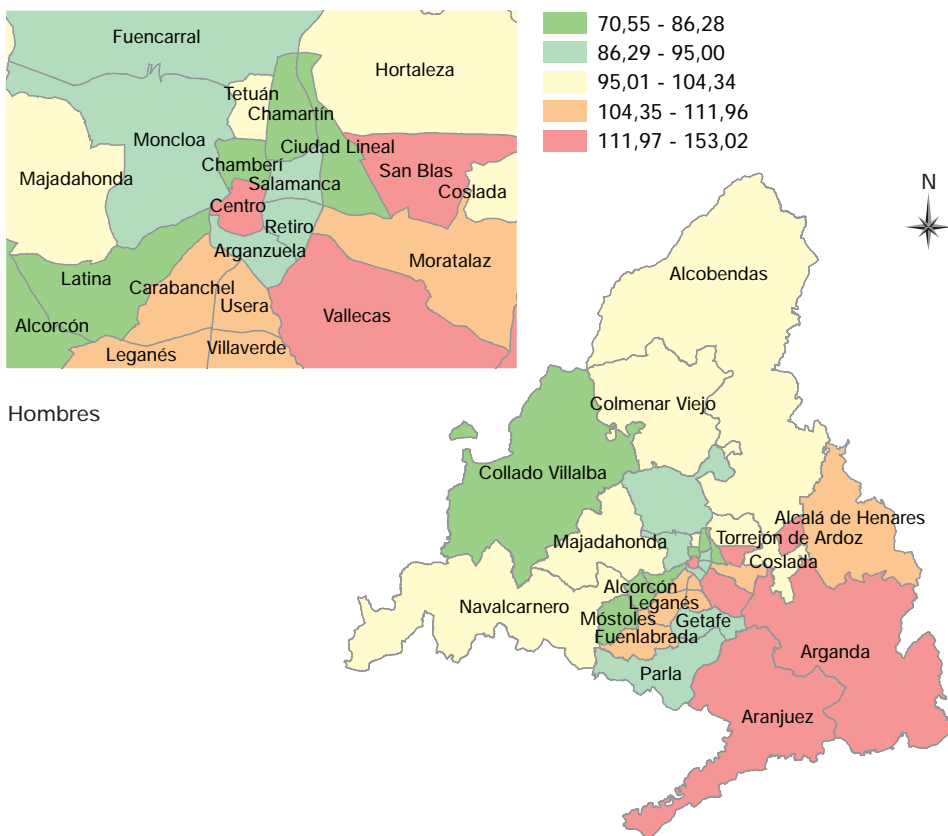 70,55 - 86,28
86,29 - 95,00
95,01 - 104,34
104,35 - 111,96
111,97 - 153,02
Fuencarral
Hortaleza
Tetuán
Chamartín
Moncloa
Ciudad Lineal
Chamberí
San Blas
Majadahonda
Salamanca
Coslada
Centro
Retiro
Arganzuela
Moratalaz
Latina
Carabanchel
Usera
Vallecas
Alcorcón
Villaverde
Leganés
Hombres
N
Alcobendas
Colmenar Viejo
Collado Villalba
Alcalá de Henares
Torrejón de Ardoz
Majadahonda
Coslada
Alcorcón
Navalcarnero
Leganés
Móstoles
Getafe
Fuenlabrada
Arganda
Parla
Aranjuez